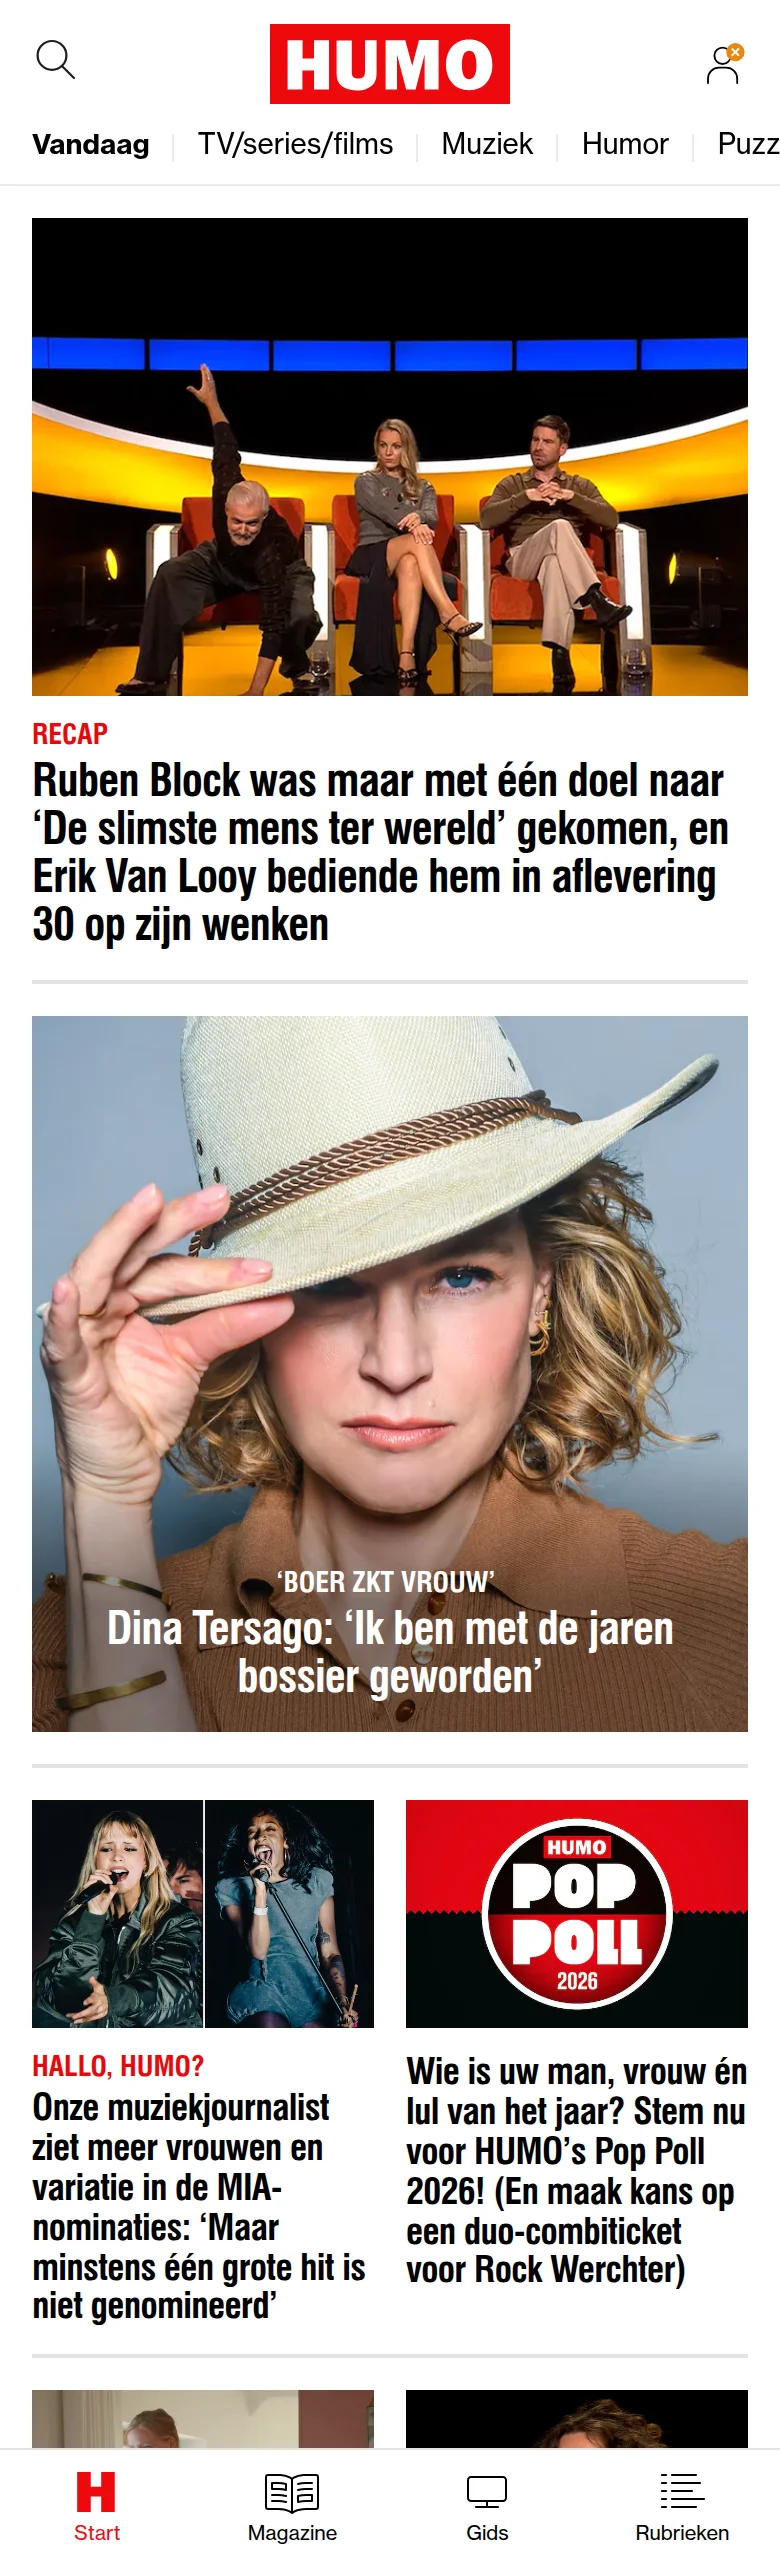 HUMO
Vandaag
TV/series/films
Muziek
Humor
Puzz
RECAP
Ruben Block was maar met één doel naar
‘De slimste mens ter wereld’ gekomen, en
Erik Van Looy bediende hem in aflevering
30 op zijn wenken
‘BOER ZKT VROUW’
Dina Tersago: ‘Ik ben met de jaren
bossier geworden’
HALLO, HUMO?
Onze muziekjournalist
ziet meer vrouwen en
variatie in de MIA-
nominaties: ‘Maar
minstens één grote hit is
niet genomineerd’
HUMO
POP
POLL
2026
Wie is uw man, vrouw én
lul van het jaar? Stem nu
voor HUMO’s Pop Poll
2026! (En maak kans op
een duo-combiticket
voor Rock Werchter)
H
Start
Magazine
Gids
Rubrieken